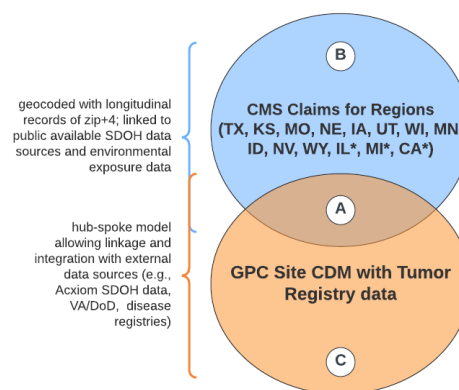 B
geocoded with longitudinal
records of zip+4; linked to
public available SDOH data
sources and environmental
exposure data
CMS Claims for Regions
(TX, KS, MO, NE, IA, UT, WI, MN
ID, NV, WY, IL*, MI*, CA*)
A
hub-spoke model
allowing linkage and
integration with external
data sources (e.g.,
Acxiom SDOH data,
VA/DoD, disease
registries)
GPC Site CDM with Tumor
Registry data
C